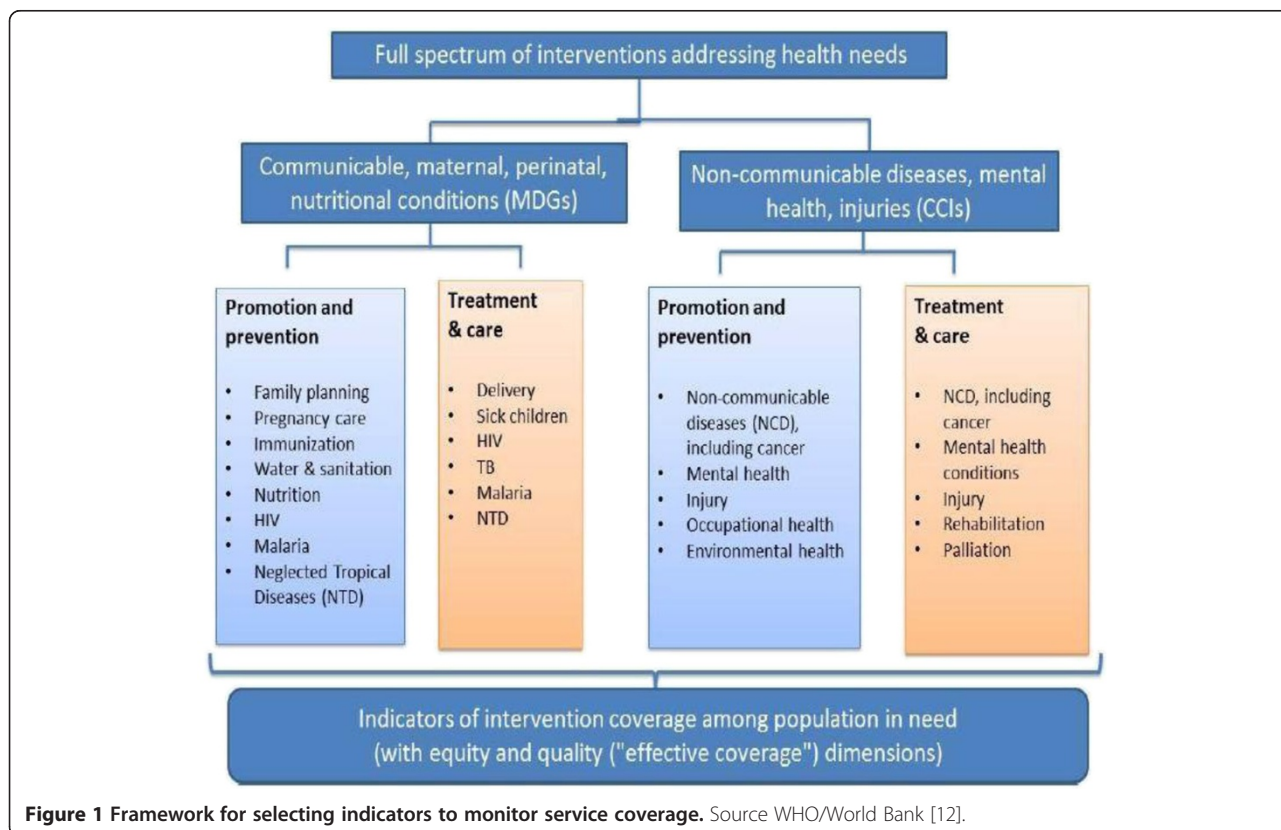 Full spectrum of interventions addressing health needs
Communicable, maternal, perinatal,
nutritional conditions (MDGs)
Non-communicable diseases, mental
health, injuries (CCIs)
Promotion and
prevention
• Family planning
• Pregnancy care
• Immunization
• Water & sanitation
• Nutrition
• HIV
• Malaria
• Neglected Tropical
Diseases (NTD)
Treatment
& care
• Delivery
• Sick children
• HIV
• TB
• Malaria
• NTD
Promotion and
prevention
• Non-communicable
diseases (NCD),
including cancer
• Mental health
• Injury
• Occupational health
• Environmental health
Treatment
& care
• NCD, including
cancer
• Mental health
conditions
• Injury
• Rehabilitation
• Palliation
Indicators of intervention coverage among population in need
(with equity and quality ("effective coverage") dimensions)
Figure 1 Framework for selecting indicators to monitor service coverage. Source WHO/World Bank [12].